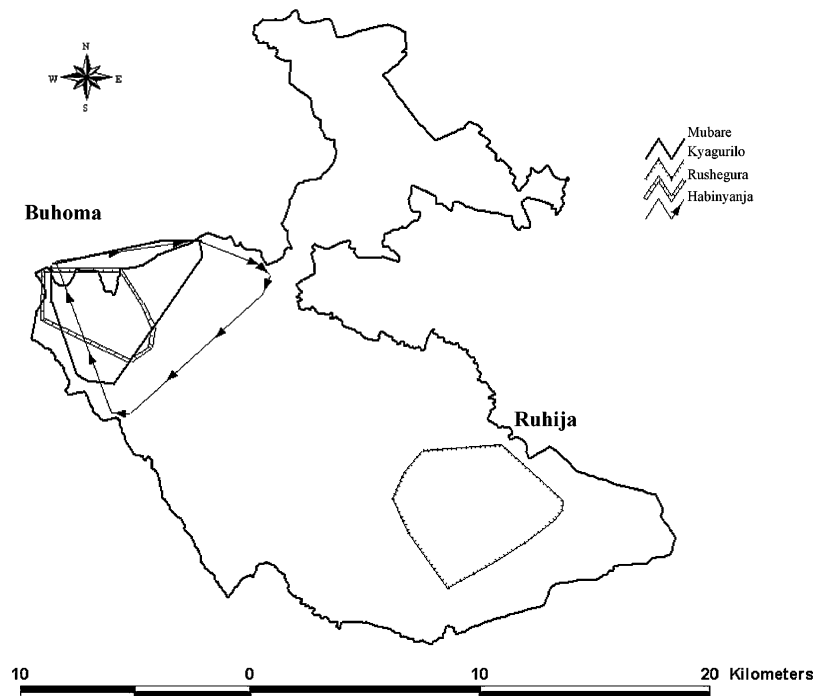 N
W E
S
Mubare
Kyagurilo
Rushegura
Habinyanja
Buhoma
Ruhija
10 0 10 20 Kilometers